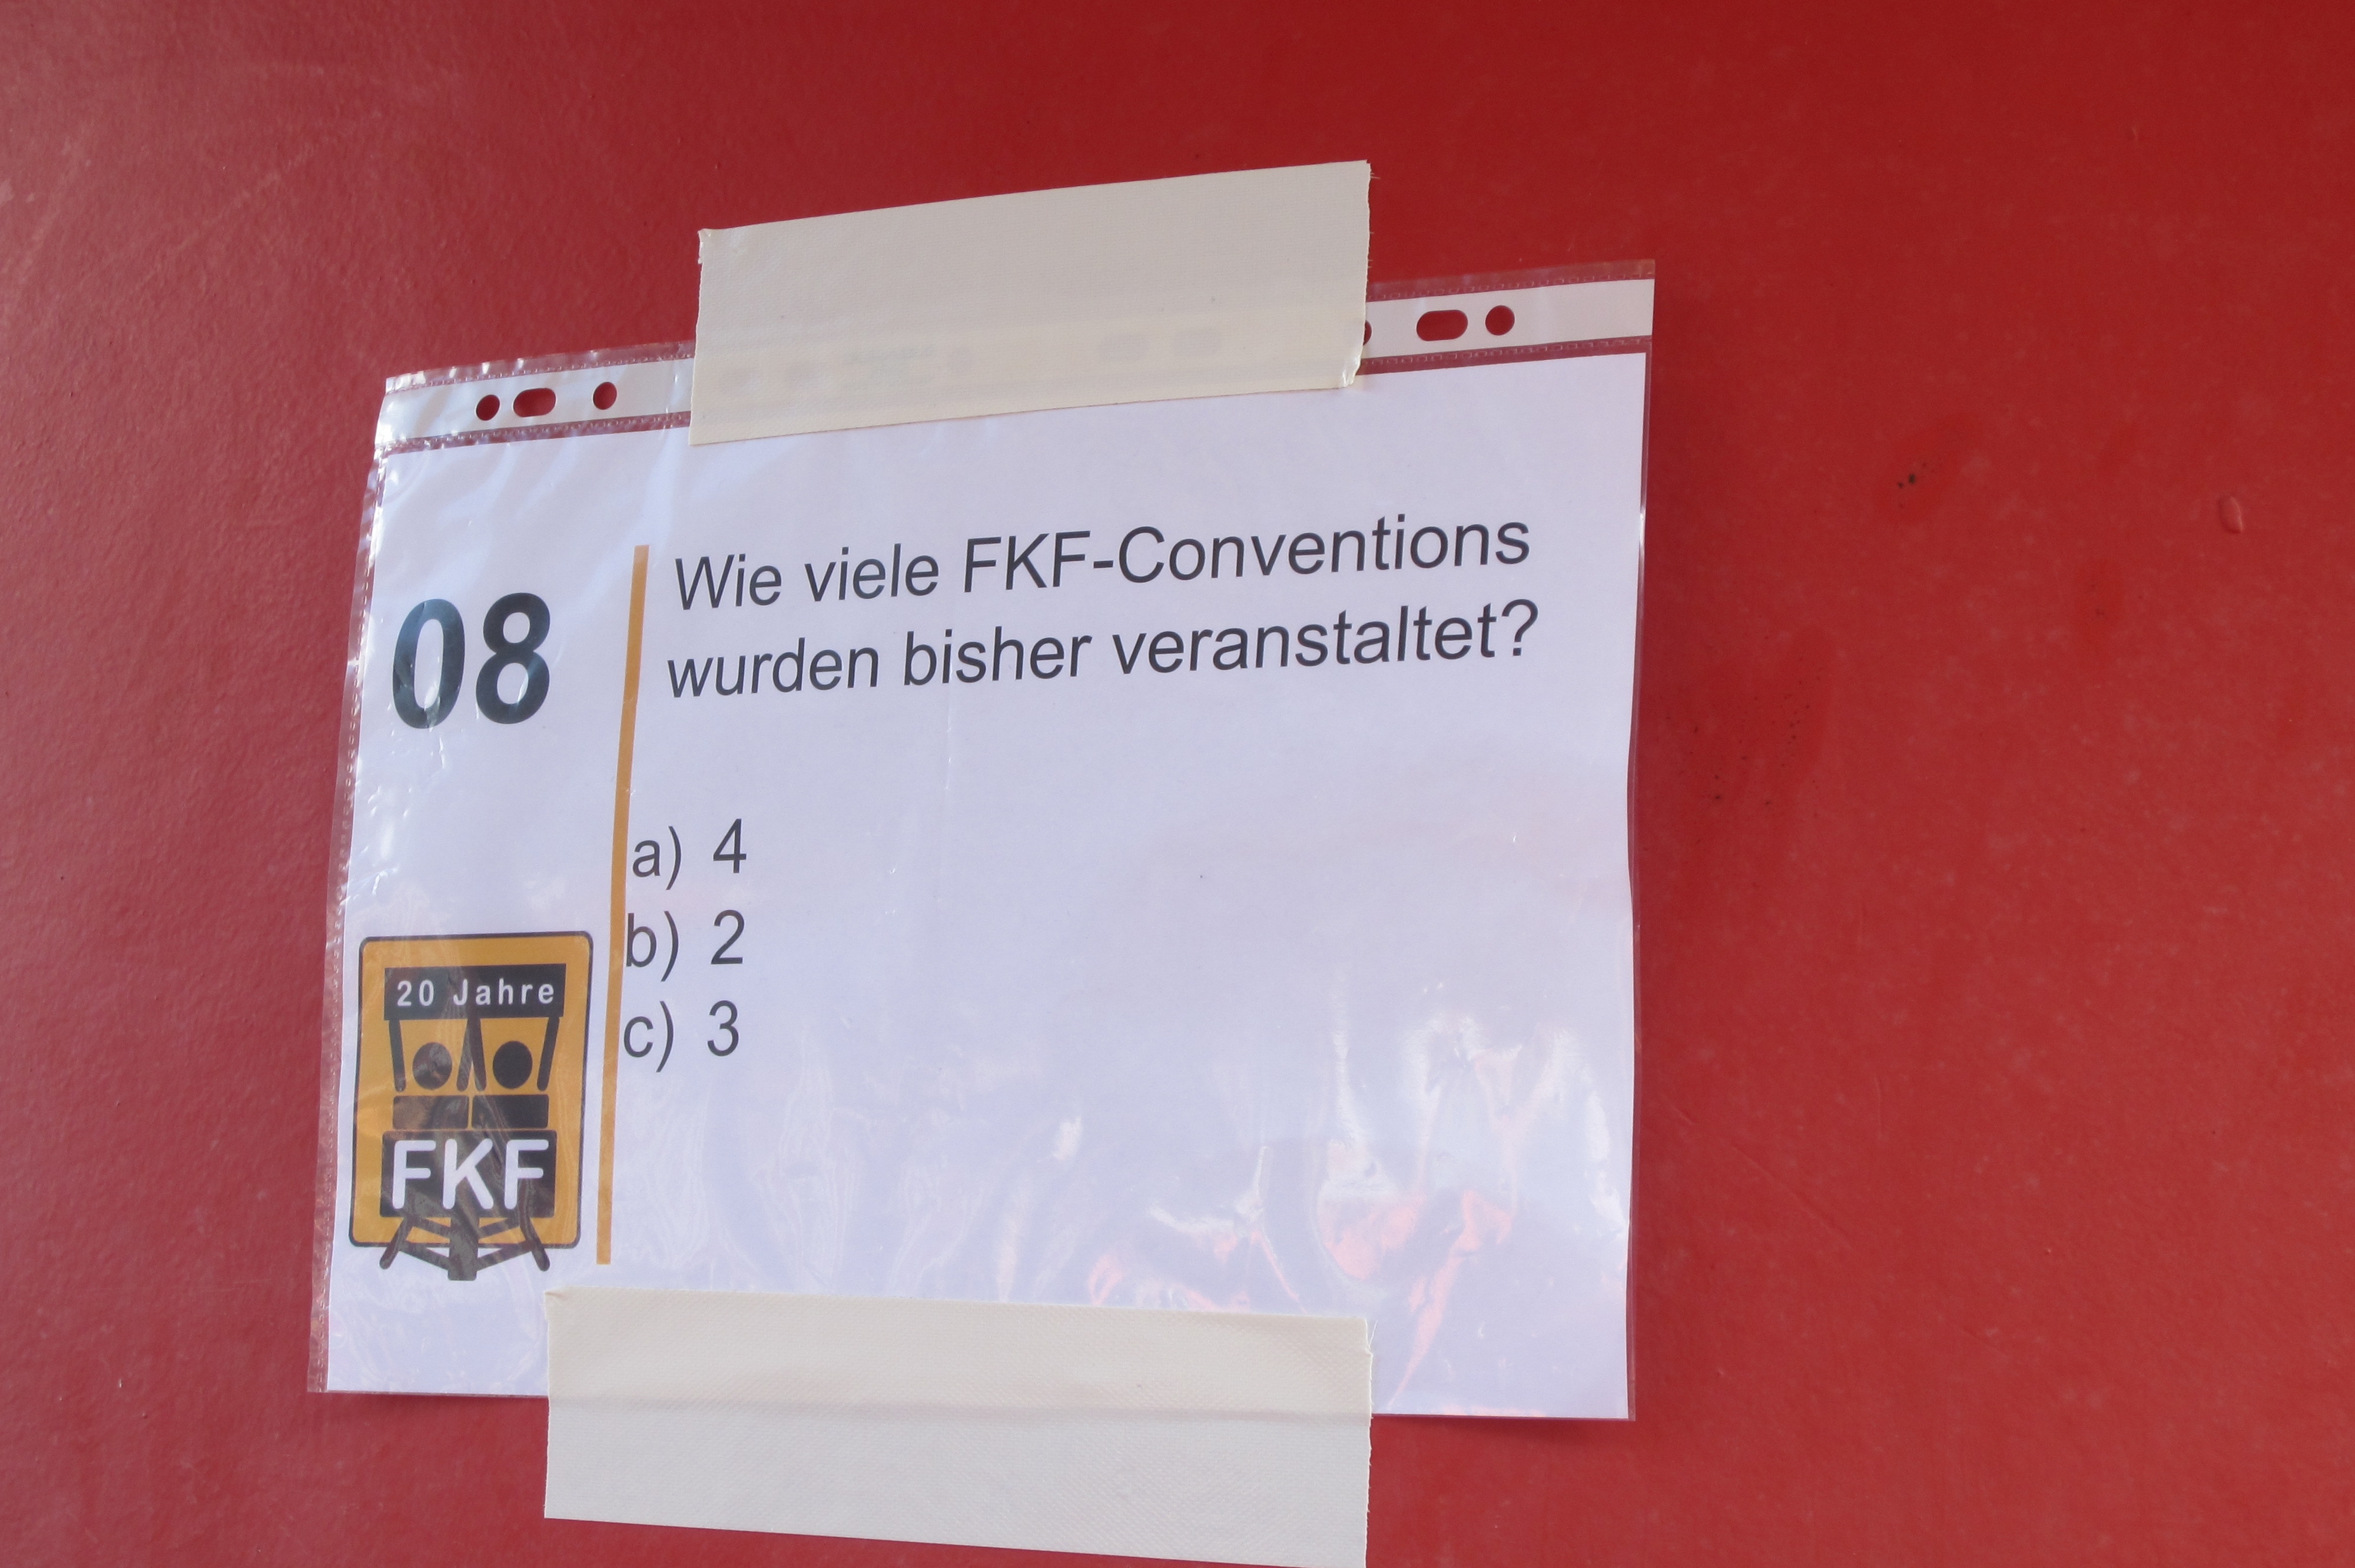 08
Wie viele FKF-Conventions
wurden bisher veranstaltet?
a) 4
b) 2
c) 3
20 Jahre
FKF